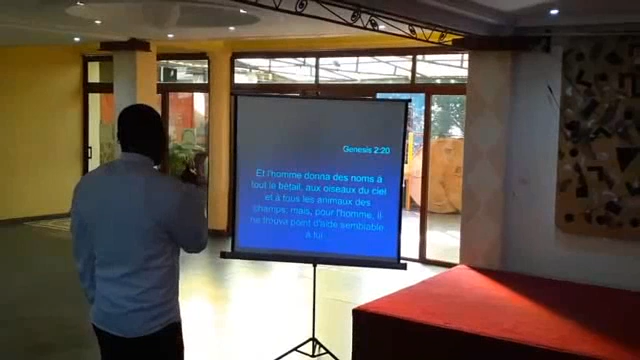 Genesis 2:20
Et l'homme donna des noms à
tout le bétail, aux oiseaux du ciel
et à tous les animaux des
champs; mais, pour l'homme, il
ne trouva point d'aide semblable
à lui.